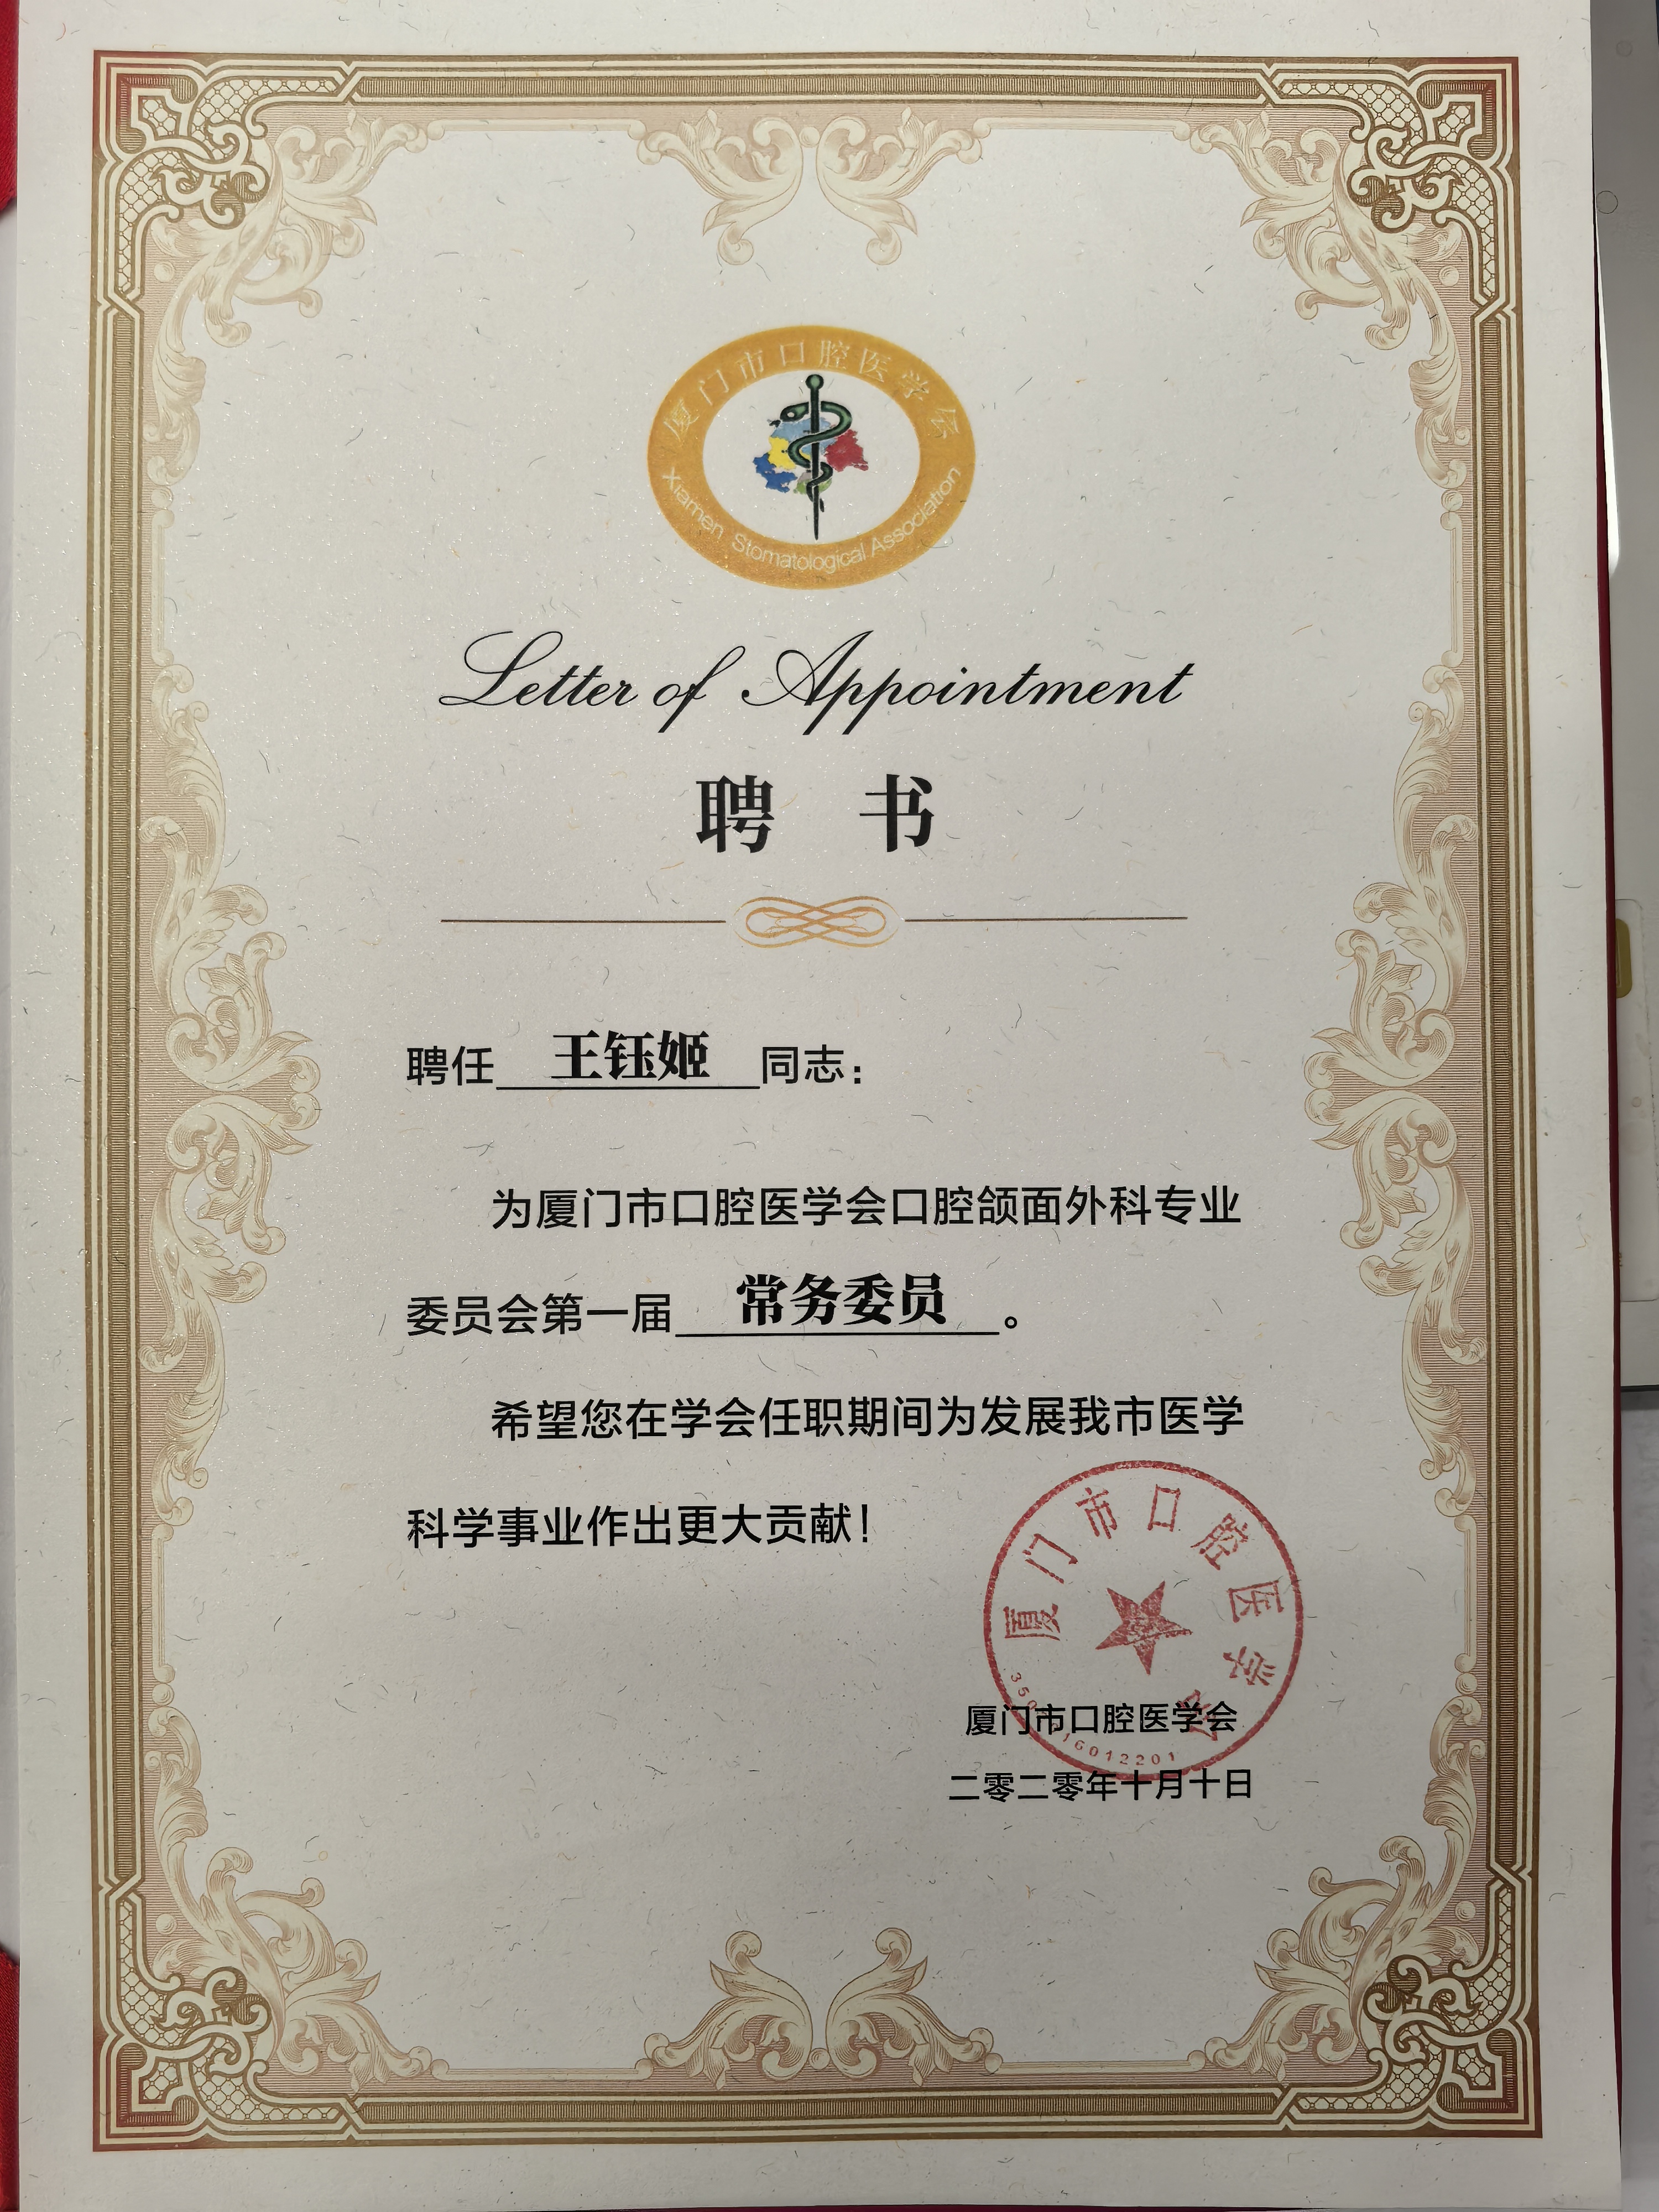 厦门市口腔医学会
Xiamen Stomatological Association
Letter of Appointment
聘 书
聘任 王钰姬 同志：
为厦门市口腔医学会口腔颌面外科专业
委员会第一届 常务委员 。
希望您在学会任职期间为发展我市医学
科学事业作出更大贡献！
厦门市口腔医学会
厦门市口腔医学会
二零二零年十月十日